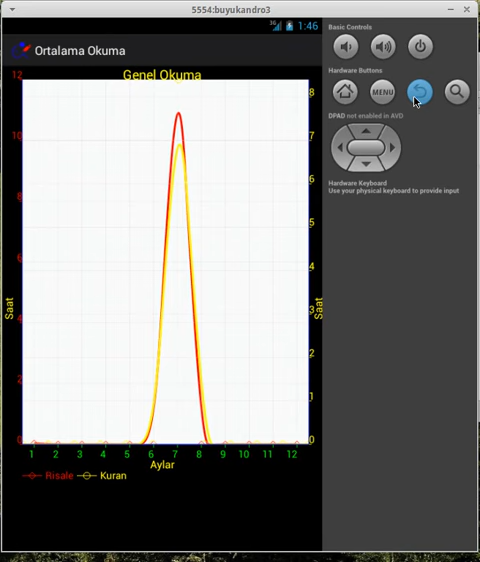 5554:buyukandro3
3G 1:46
Ortalama Okuma
Genel Okuma
12
10
8
6
4
2
0
8
7
6
5
4
3
2
1
0
Saat
Saat
1 2 3 4 5 6 7 8 9 10 11 12
Aylar
Risale Kuran
Basic Controls
Hardware Buttons
MENU
DPAD not enabled in AVD
Hardware Keyboard
Use your physical keyboard to provide input